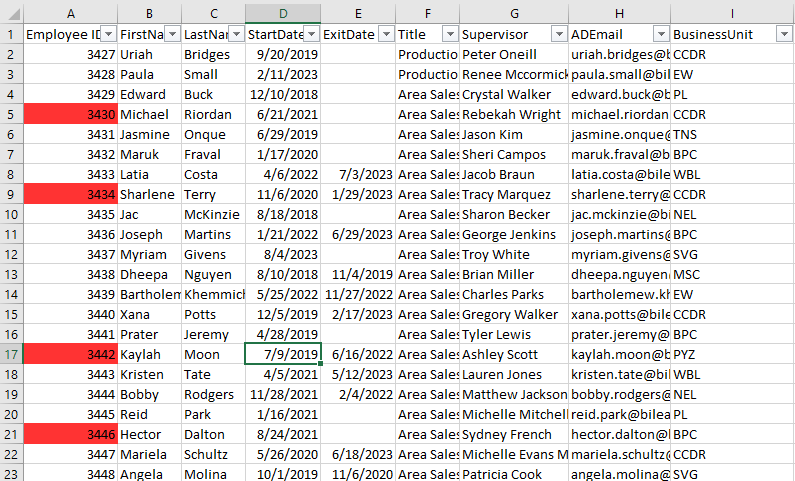 A B C D E F G H I
1 Employee ID FirstNa LastNar StartDate ExitDate Title Supervisor ADEmail BusinessUnit
2 3427 Uriah Bridges 9/20/2019 Productio Peter Oneill uriah.bridges@b CCDR
3 3428 Paula Small 2/11/2023 Productio Renee Mccormick paula.small@bil EW
4 3429 Edward Buck 12/10/2018 Area Sales Crystal Walker edward.buck@b PL
5 3430 Michael Riordan 6/21/2021 Area Sales Rebekah Wright michael.riordan CCDR
6 3431 Jasmine Onque 6/29/2019 Area Sales Jason Kim jasmine.onque@ TNS
7 3432 Maruk Fraval 1/17/2020 Area Sales Sheri Campos maruk.fraval@b BPC
8 3433 Latia Costa 4/6/2022 7/3/2023 Area Sales Jacob Braun latia.costa@bile WBL
9 3434 Sharlene Terry 11/6/2020 1/29/2023 Area Sales Tracy Marquez sharlene.terry@ CCDR
10 3435 Jac McKinzie 8/18/2018 Area Sales Sharon Becker jac.mckinzie@bi NEL
11 3436 Joseph Martins 1/21/2022 6/29/2023 Area Sales George Jenkins joseph.martins@ BPC
12 3437 Myriam Givens 8/4/2023 Area Sales Troy White myriam.givens@ SVG
13 3438 Dheepa Nguyen 8/10/2018 11/4/2019 Area Sales Brian Miller dheepa.nguyen MSC
14 3439 Bartholem Khemmich 5/25/2022 11/27/2022 Area Sales Charles Parks bartholomew.kh EW
15 3440 Xana Potts 12/5/2019 2/17/2023 Area Sales Gregory Walker xana.potts@bile CCDR
16 3441 Prater Jeremy 4/28/2019 Area Sales Tyler Lewis prater.jeremy@ BPC
17 3442 Kaylah Moon 7/9/2019 6/16/2022 Area Sales Ashley Scott kaylah.moon@b PYZ
18 3443 Kristen Tate 4/5/2021 5/12/2023 Area Sales Lauren Jones kristen.tate@bil WBL
19 3444 Bobby Rodgers 11/28/2021 2/4/2022 Area Sales Matthew Jackson bobby.rodgers@ NEL
20 3445 Reid Park 1/16/2021 Area Sales Michelle Mitchell reid.park@bilea PL
21 3446 Hector Dalton 8/24/2021 Area Sales Sydney French hector.dalton@l BPC
22 3447 Mariela Schultz 5/26/2020 6/18/2023 Area Sales Michelle Evans M mariela.schultz@ CCDR
23 3448 Angela Molina 10/1/2019 11/6/2020 Area Sales Patricia Cook angela.molina@ SVG